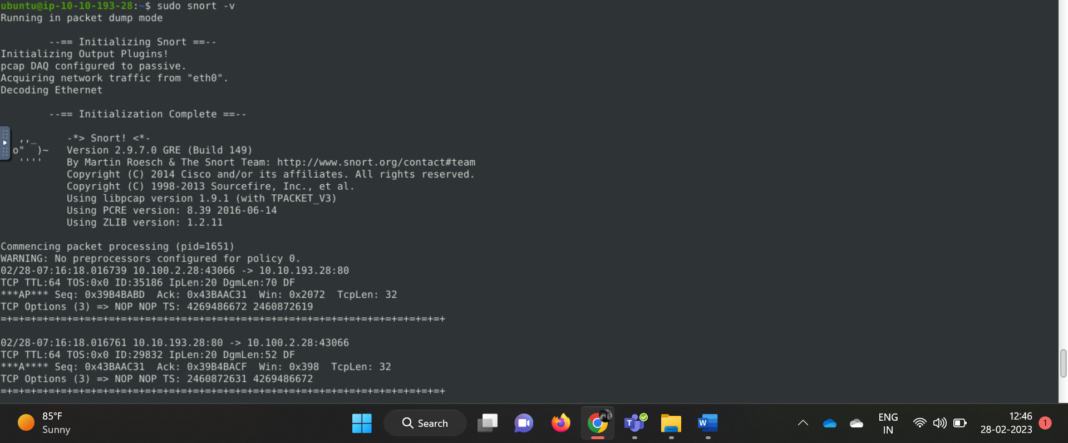 ubuntu@ip-10-10-193-28:~$ sudo snort -v
Running in packet dump mode
--== Initializing Snort ==--
Initializing Output Plugins!
pcap DAQ configured to passive.
Acquiring network traffic from "eth0".
Decoding Ethernet
--== Initialization Complete ==--
,,_     -*> Snort! <*-
o"  )~   Version 2.9.7.0 GRE (Build 149)
''''    By Martin Roesch & The Snort Team: http://www.snort.org/contact#team
Copyright (C) 2014 Cisco and/or its affiliates. All rights reserved.
Copyright (C) 1998-2013 Sourcefire, Inc., et al.
Using libpcap version 1.9.1 (with TPACKET_V3)
Using PCRE version: 8.39 2016-06-14
Using ZLIB version: 1.2.11
Commencing packet processing (pid=1651)
WARNING: No preprocessors configured for policy 0.
02/28-07:16:18.016739 10.100.2.28:43066 -> 10.10.193.28:80
TCP TTL:64 TOS:0x0 ID:35186 IpLen:20 DgmLen:70 DF
***AP*** Seq: 0x39B4BABD  Ack: 0x43BAAC31  Win: 0x2072  TcpLen: 32
TCP Options (3) => NOP NOP TS: 4269486672 2460872619
=+=+=+=+=+=+=+=+=+=+=+=+=+=+=+=+=+=+=+=+=+=+=+=+=+=+=+=+=+=+=+=+=+=+=+=+=+
02/28-07:16:18.016761 10.10.193.28:80 -> 10.100.2.28:43066
TCP TTL:64 TOS:0x0 ID:29832 IpLen:20 DgmLen:52 DF
***A**** Seq: 0x43BAAC31  Ack: 0x39B4BACF  Win: 0x398  TcpLen: 32
TCP Options (3) => NOP NOP TS: 2460872631 4269486672
=+=+=+=+=+=+=+=+=+=+=+=+=+=+=+=+=+=+=+=+=+=+=+=+=+=+=+=+=+=+=+=+=+=+=+=+=+
85°F
Sunny
Search
ENG
IN
12:46
28-02-2023
1